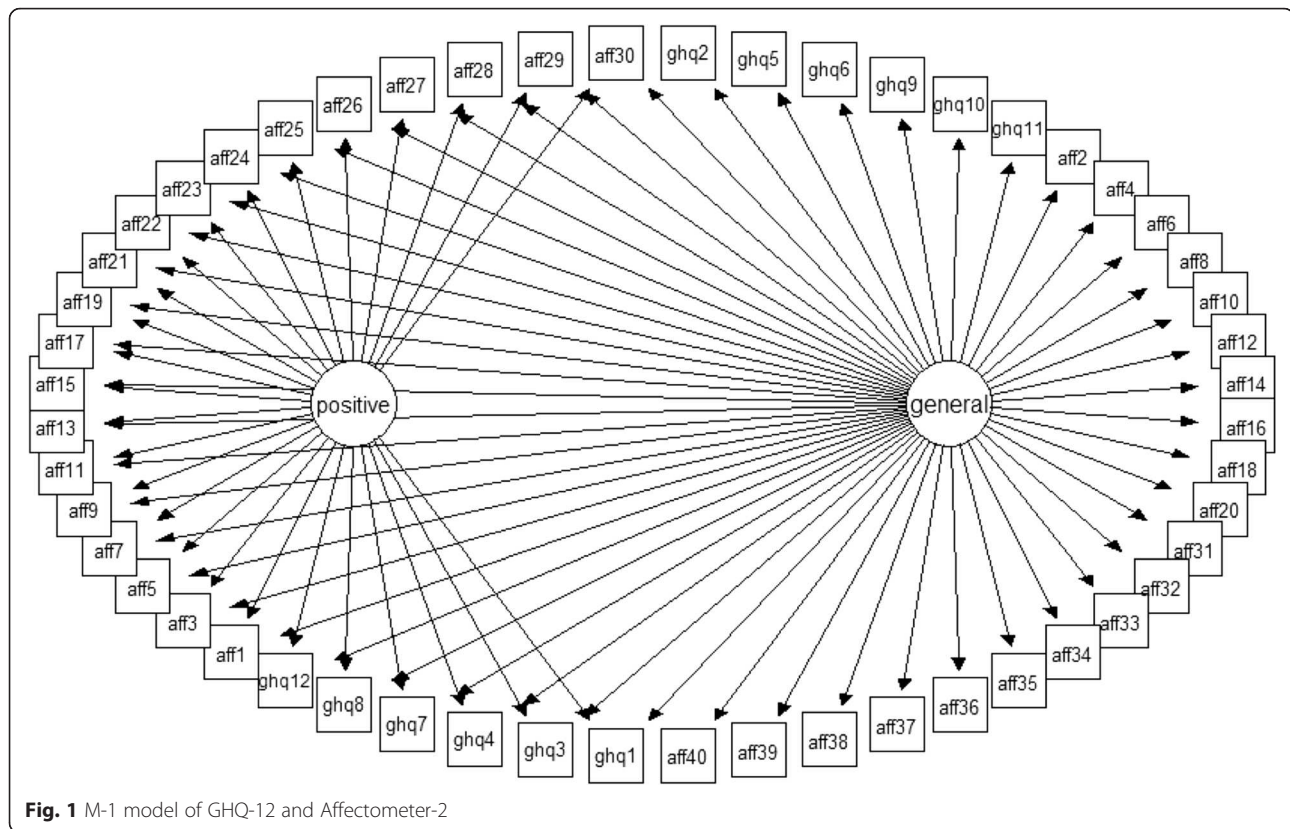 aff30
ghq2
aff29
ghq5
aff28
ghq6
aff27
ghq9
aff26
ghq10
aff25
ghq11
aff24
aff2
aff23
aff4
aff22
aff6
aff21
aff8
aff19
aff10
aff17
aff12
aff15
aff14
positive
general
aff13
aff16
aff11
aff18
aff9
aff20
aff7
aff31
aff5
aff32
aff3
aff33
aff1
aff34
ghq12
aff35
ghq8
aff36
ghq7
aff37
ghq4
aff38
ghq3
aff39
ghq1
aff40
Fig. 1 M-1 model of GHQ-12 and Affectometer-2